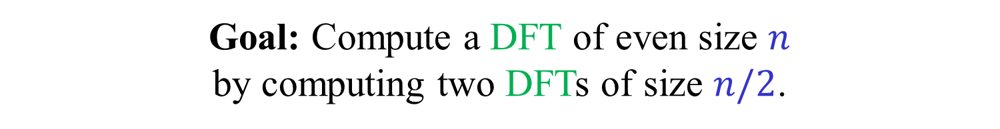 Goal: Compute a DFT of even size n
by computing two DFTs of size n/2.